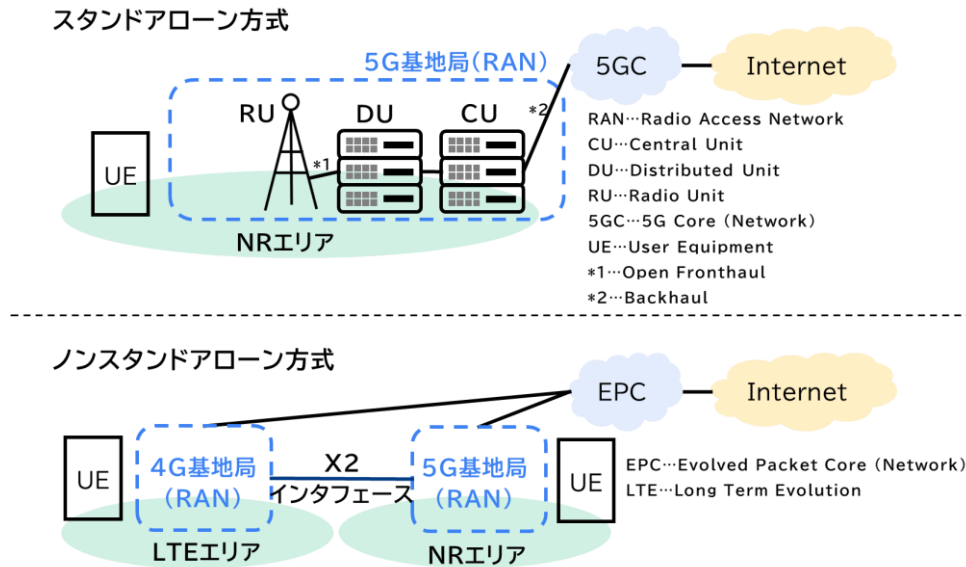 スタンドアローン方式
5G基地局(RAN)
5GC
Internet
RU
DU
CU
*2
*1
UE
NRエリア
RAN…Radio Access Network
CU…Central Unit
DU…Distributed Unit
RU…Radio Unit
5GC…5G Core (Network)
UE…User Equipment
*1…Open Fronthaul
*2…Backhaul
ノンスタンドアローン方式
EPC
Internet
UE
4G基地局
(RAN)
X2
インタフェース
5G基地局
(RAN)
UE
LTEエリア
NRエリア
EPC…Evolved Packet Core (Network)
LTE…Long Term Evolution